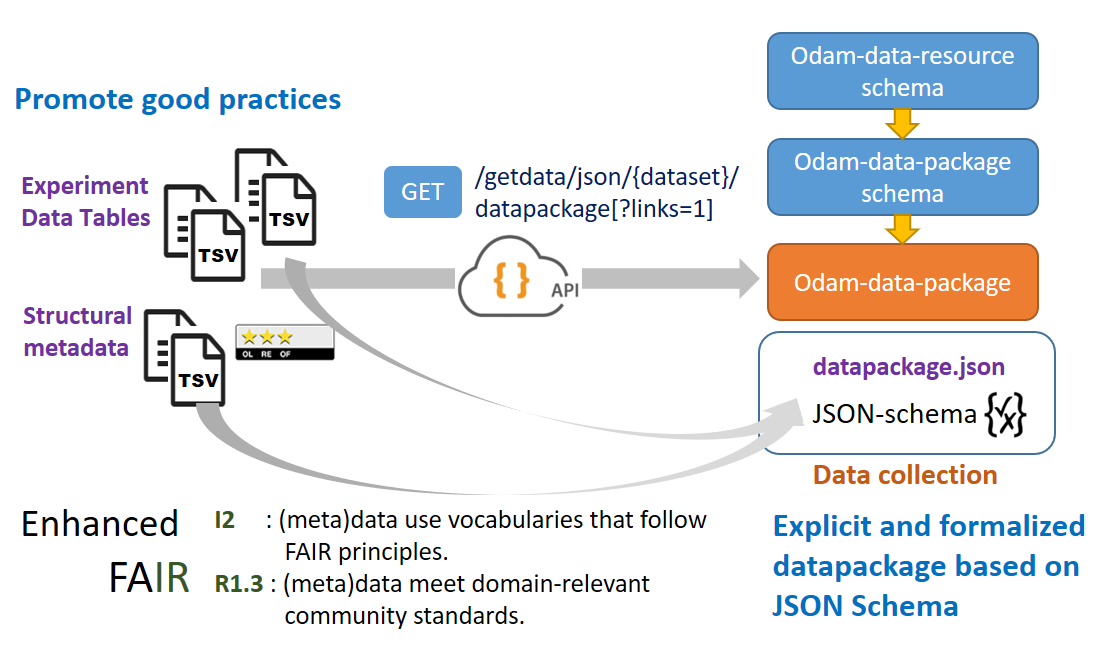 Promote good practices
Experiment
Data Tables
TSV
TSV
Structural
metadata
TSV
OL RE OF
GET
/getdata/json/{dataset}/
datapackage[?links=1]
{ }
API
Odam-data-resource
schema
Odam-data-package
schema
Odam-data-package
datapackage.json
JSON-schema
Data collection
Explicit and formalized
datapackage based on
JSON Schema
Enhanced
FAIR
I2 : (meta)data use vocabularies that follow
FAIR principles.
R1.3 : (meta)data meet domain-relevant
community standards.